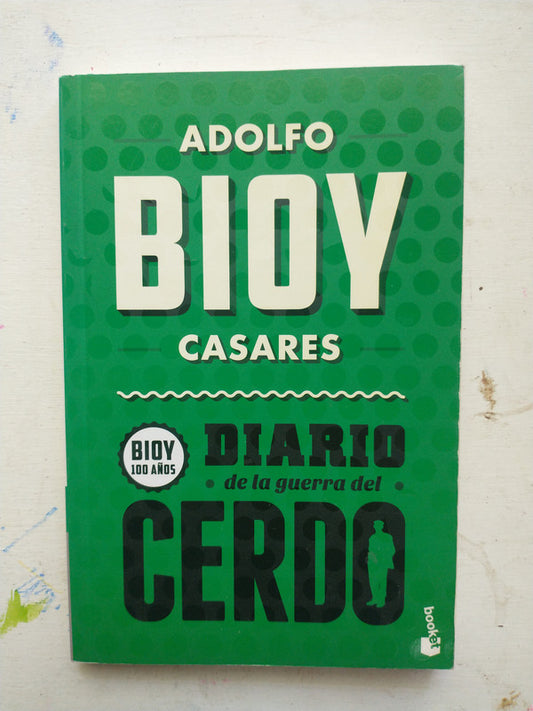 ADOLFO
BIOY
CASARES
BIOY
100 AÑOS
DIARIO
de la guerra del
CERDO
booket